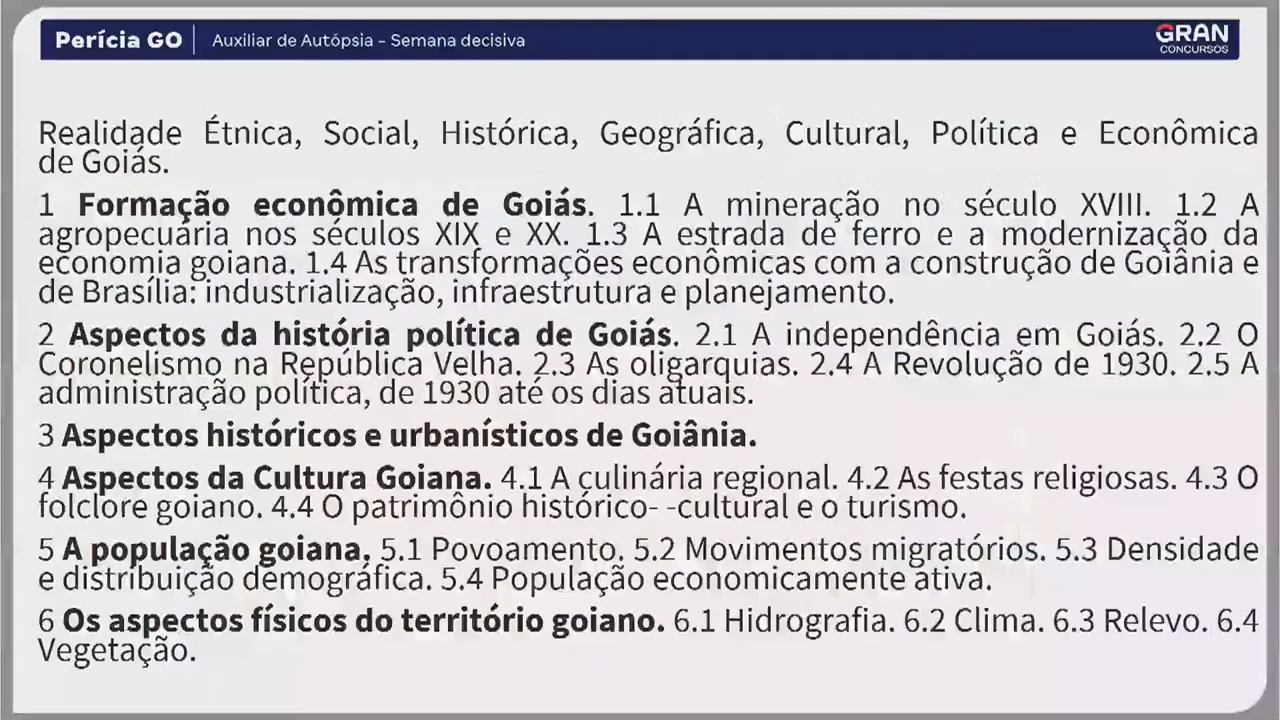 Perícia GO
Auxiliar de Autópsia – Semana decisiva
GRAN
CONCURSOS
Realidade Étnica, Social, Histórica, Geográfica, Cultural, Política e Econômica
de Goiás.
1 Formação econômica de Goiás. 1.1 A mineração no século XVIII. 1.2 A
agropecuária nos séculos XIX e XX. 1.3 A estrada de ferro e a modernização da
economia goiana. 1.4 As transformações econômicas com a construção de Goiânia e
de Brasília: industrialização, infraestrutura e planejamento.
2 Aspectos da história política de Goiás. 2.1 A independência em Goiás. 2.2 O
Coronelismo na República Velha. 2.3 As oligarquias. 2.4 A Revolução de 1930. 2.5 A
administração política, de 1930 até os dias atuais.
3 Aspectos históricos e urbanísticos de Goiânia.
4 Aspectos da Cultura Goiana. 4.1 A culinária regional. 4.2 As festas religiosas. 4.3 O
folclore goiano. 4.4 O patrimônio histórico- -cultural e o turismo.
5 A população goiana. 5.1 Povoamento. 5.2 Movimentos migratórios. 5.3 Densidade
e distribuição demográfica. 5.4 População economicamente ativa.
6 Os aspectos físicos do território goiano. 6.1 Hidrografia. 6.2 Clima. 6.3 Relevo. 6.4
Vegetação.